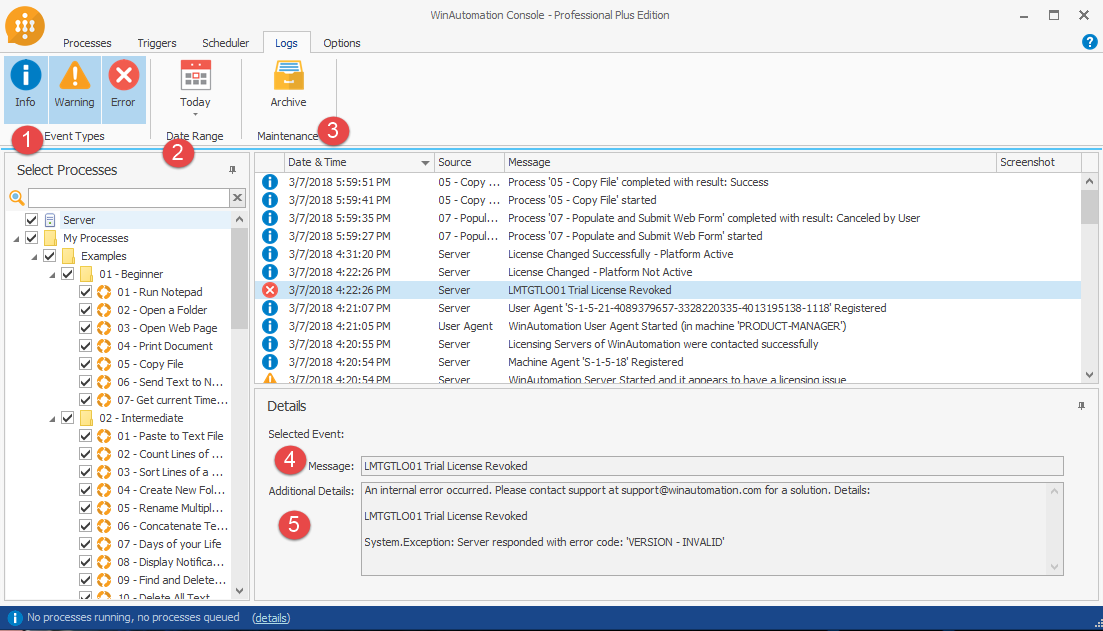 WinAutomation Console - Professional Plus Edition
Processes Triggers Scheduler Logs Options
?
Info Warning Error Today Archive
1 Event Types 2 Date Range Maintenance 3
Select Processes
Server
My Processes
Examples
01 - Beginner
01 - Run Notepad
02 - Open a Folder
03 - Open Web Page
04 - Print Document
05 - Copy File
06 - Send Text to N...
07- Get current Time...
02 - Intermediate
01 - Paste to Text File
02 - Count Lines of ...
03 - Sort Lines of a ...
04 - Create New Fol...
05 - Rename Multipl...
06 - Concatenate Te...
07 - Days of your Life
08 - Display Notifica...
09 - Find and Delete...
10 - Delete All Text
Date & Time Source Message Screenshot
3/7/2018 5:59:51 PM 05 - Copy ... Process '05 - Copy File' completed with result: Success
3/7/2018 5:59:41 PM 05 - Copy ... Process '05 - Copy File' started
3/7/2018 5:59:35 PM 07 - Popul... Process '07 - Populate and Submit Web Form' completed with result: Canceled by User
3/7/2018 5:59:27 PM 07 - Popul... Process '07 - Populate and Submit Web Form' started
3/7/2018 4:31:20 PM Server License Changed Successfully - Platform Active
3/7/2018 4:22:26 PM Server License Changed - Platform Not Active
3/7/2018 4:22:26 PM Server LMTGTLO01 Trial License Revoked
3/7/2018 4:21:07 PM Server User Agent 'S-1-5-21-4089379657-3328220335-4013195138-1118' Registered
3/7/2018 4:21:05 PM User Agent WinAutomation User Agent Started (in machine 'PRODUCT-MANAGER')
3/7/2018 4:20:55 PM Server Licensing Servers of WinAutomation were contacted successfully
3/7/2018 4:20:54 PM Server Machine Agent 'S-1-5-18' Registered
3/7/2018 4:20:54 PM Server WinAutomation Server Started and it appears to have a licensing issue
Details
Selected Event:
4 Message: LMTGTLO01 Trial License Revoked
Additional Details: An internal error occurred. Please contact support at support@winautomation.com for a solution. Details:
5 LMTGTLO01 Trial License Revoked
System.Exception: Server responded with error code: 'VERSION - INVALID'
No processes running, no processes queued (details)